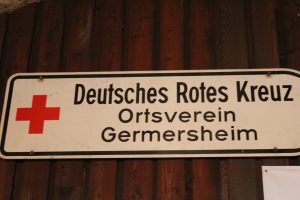 Deutsches Rotes Kreuz
Ortsverein
Germersheim